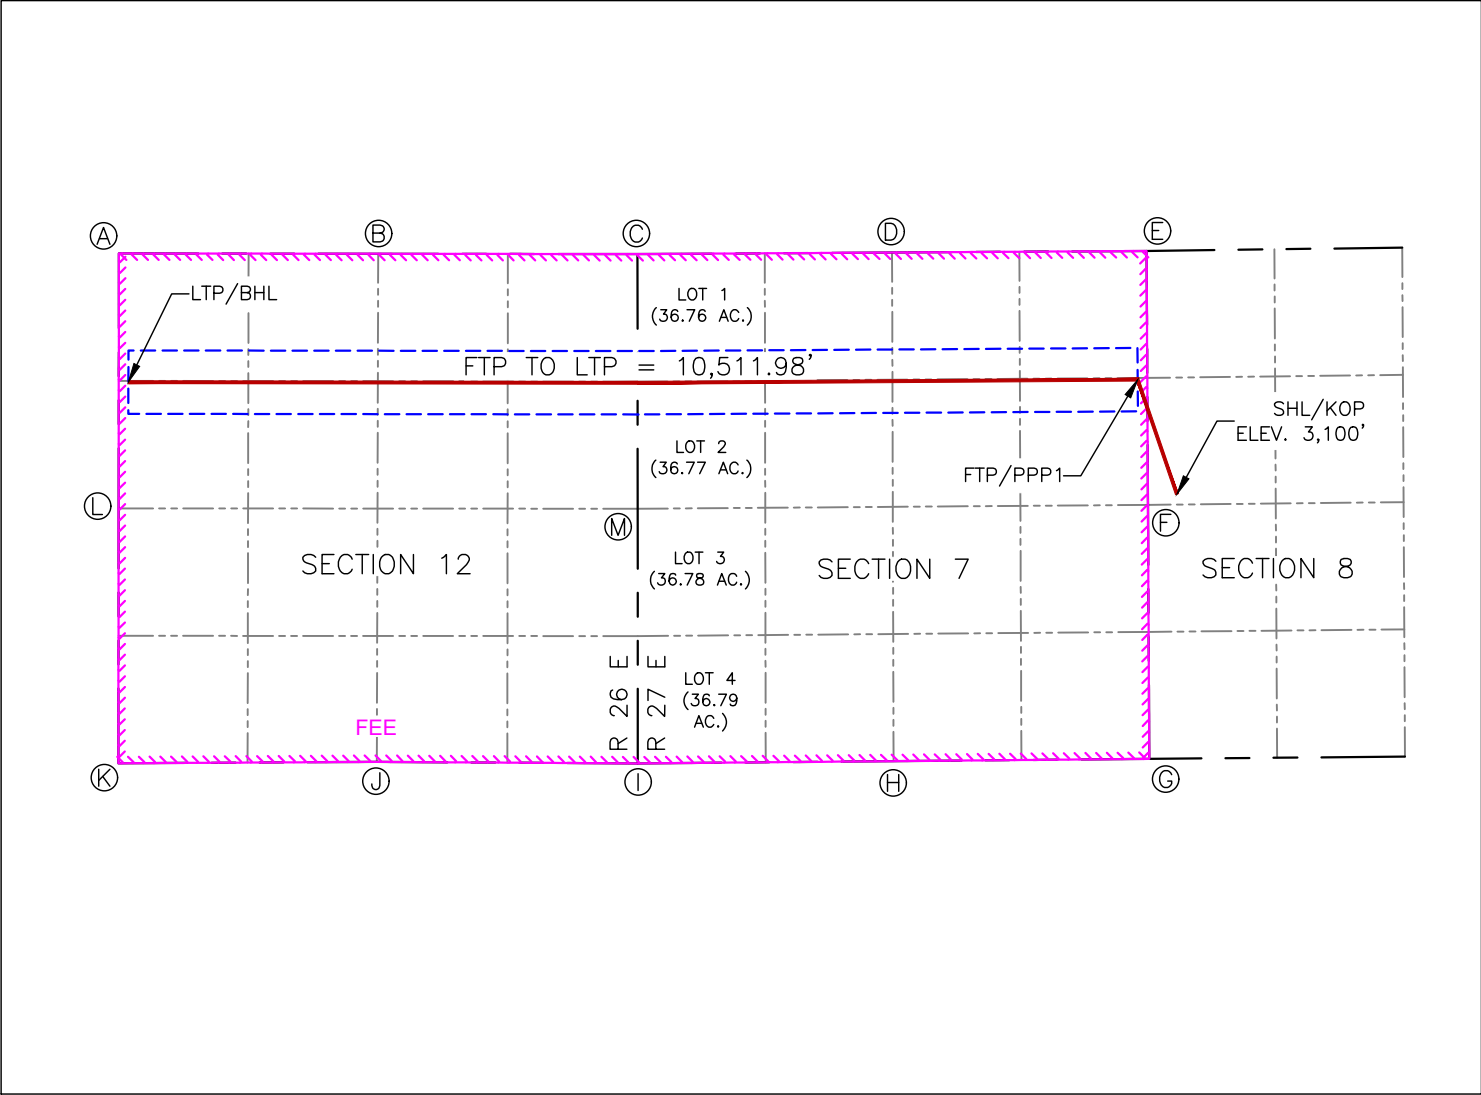 A
B
C
D
E
LTP/BHL
LOT 1
(36.76 AC.)
FTP TO LTP = 10,511.98'
SHL/KOP
ELEV. 3,100'
LOT 2
(36.77 AC.)
FTP/PPP1
L
M
F
SECTION 12
LOT 3
(36.78 AC.)
SECTION 7
SECTION 8
R 26 E
R 27 E
LOT 4
(36.79
AC.)
FEE
K
J
I
H
G